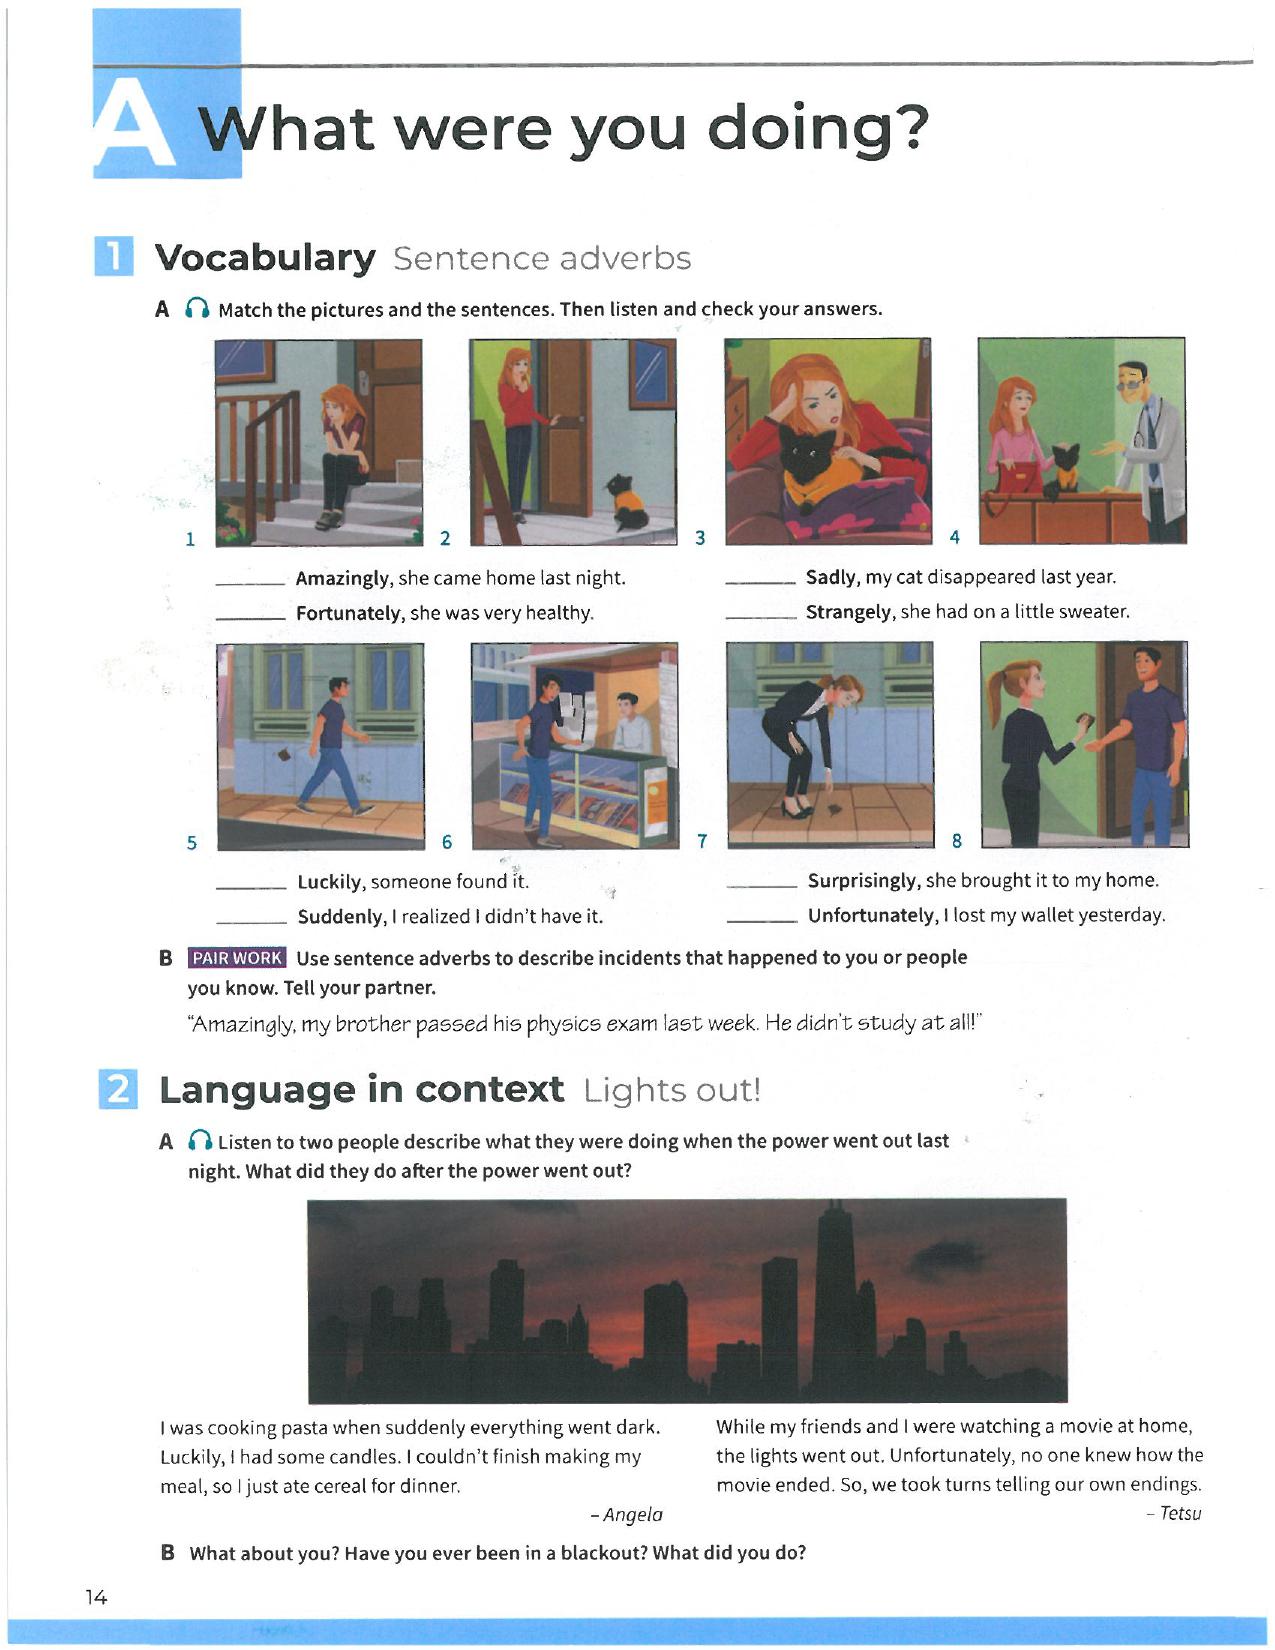 A What were you doing?
1 Vocabulary Sentence adverbs
A Match the pictures and the sentences. Then listen and check your answers.
1 2 3 4
______ Amazingly, she came home last night.
______ Fortunately, she was very healthy.
______ Sadly, my cat disappeared last year.
______ Strangely, she had on a little sweater.
5 6 7 8
______ Luckily, someone found it.
______ Suddenly, I realized I didn't have it.
______ Surprisingly, she brought it to my home.
______ Unfortunately, I lost my wallet yesterday.
B PAIR WORK Use sentence adverbs to describe incidents that happened to you or people
you know. Tell your partner.
"Amazingly, my brother passed his physics exam last week. He didn't study at all!"
2 Language in context Lights out!
A Listen to two people describe what they were doing when the power went out last
night. What did they do after the power went out?
I was cooking pasta when suddenly everything went dark.
Luckily, I had some candles. I couldn't finish making my
meal, so I just ate cereal for dinner.
– Angela
While my friends and I were watching a movie at home,
the lights went out. Unfortunately, no one knew how the
movie ended. So, we took turns telling our own endings.
– Tetsu
B What about you? Have you ever been in a blackout? What did you do?
14